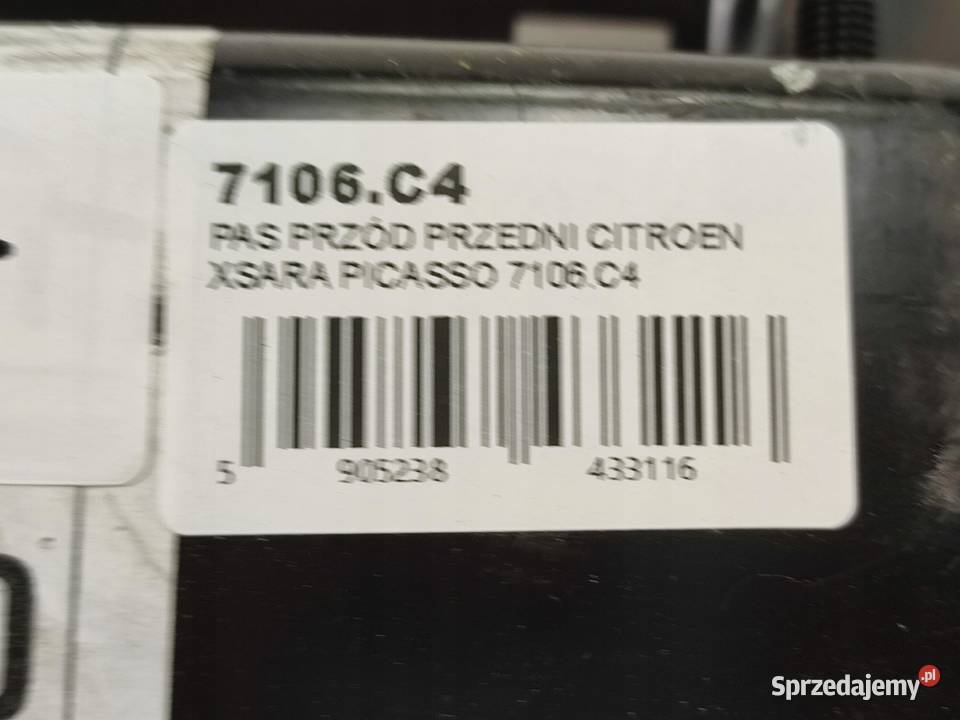 7106.C4
PAS PRZÓD PRZEDNI CITROEN
XSARA PICASSO 7106.C4
5 905238 433116
Sprzedajemy.pl